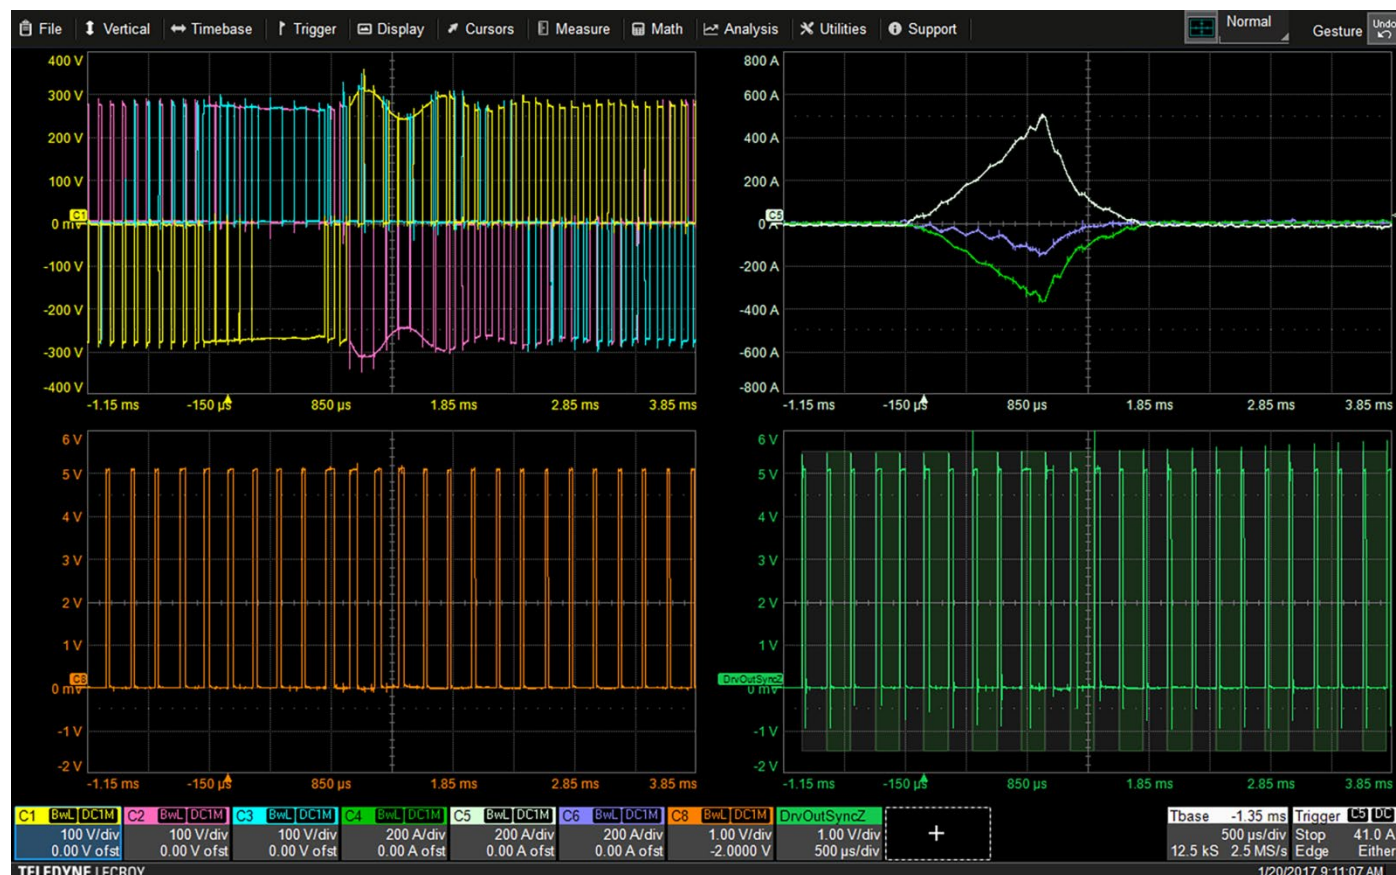 File Vertical Timebase Trigger Display Cursors Measure Math Analysis Utilities Support Normal Gesture Undo
400 V
300 V
200 V
100 V
C1
0 mV
-100 V
-200 V
-300 V
-400 V
-1.15 ms -150 µs 850 µs 1.85 ms 2.85 ms 3.85 ms
800 A
600 A
400 A
200 A
C5
0 A
-200 A
-400 A
-600 A
-800 A
-1.15 ms -150 µs 850 µs 1.85 ms 2.85 ms 3.85 ms
6 V
5 V
4 V
3 V
2 V
1 V
C8
0 mV
-1 V
-2 V
-1.15 ms -150 µs 850 µs 1.85 ms 2.85 ms 3.85 ms
6 V
5 V
4 V
3 V
2 V
1 V
DrvOutSyncZ
0 mV
-1 V
-2 V
-1.15 ms -150 µs 850 µs 1.85 ms 2.85 ms 3.85 ms
C1 BwL DC1M
100 V/div
0.00 V ofst
C2 BwL DC1M
100 V/div
0.00 V ofst
C3 BwL DC1M
100 V/div
0.00 V ofst
C4 BwL DC1M
200 A/div
0.00 A ofst
C5 BwL DC1M
200 A/div
0.00 A ofst
C6 BwL DC1M
200 A/div
0.00 A ofst
C8 BwL DC1M
1.00 V/div
-2.0000 V
DrvOutSyncZ
1.00 V/div
500 µs/div
+
Tbase -1.35 ms
500 µs/div
12.5 kS 2.5 MS/s
Trigger C5 DC
Stop 41.0 A
Edge Either
TELEDYNE LECROY 1/20/2017 9:11:07 AM